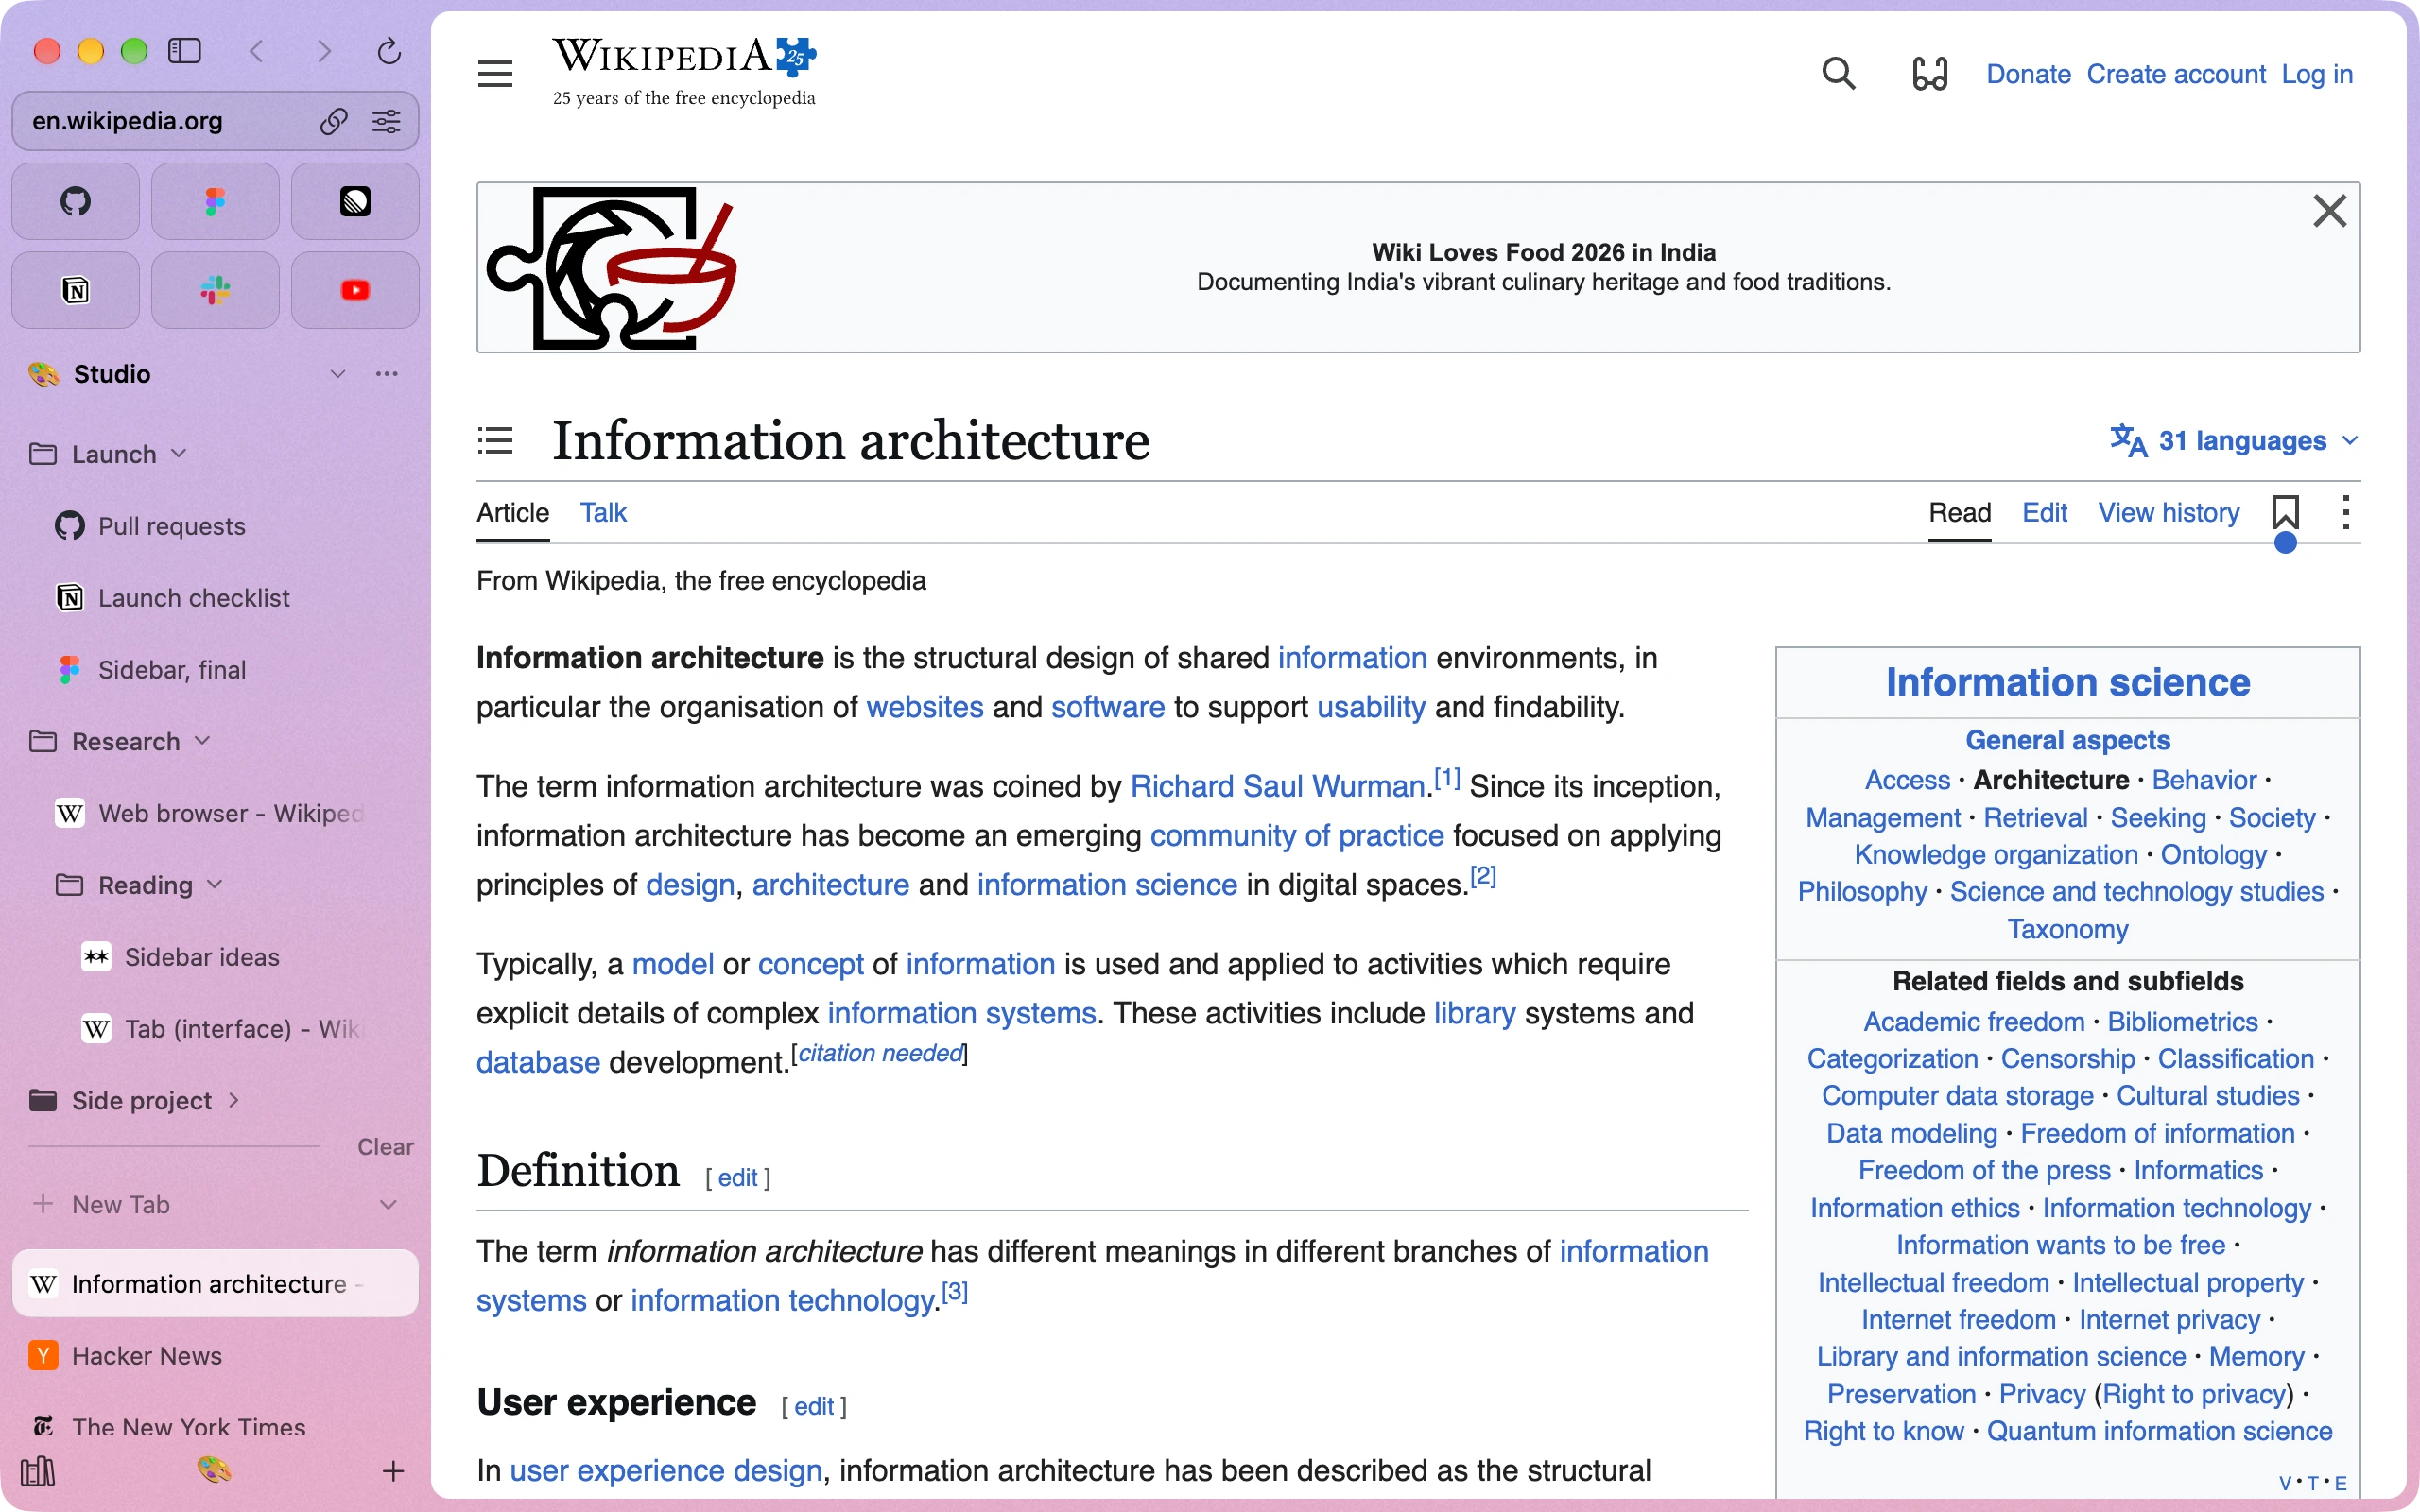 en.wikipedia.org
Studio
Launch
Pull requests
Launch checklist
Sidebar, final
Research
Web browser - Wikiped
Reading
Sidebar ideas
Tab (interface) - Wik
Side project
Clear
New Tab
Information architecture -
Hacker News
The New York Times
WIKIPEDIA 25
25 years of the free encyclopedia
Donate Create account Log in
Wiki Loves Food 2026 in India
Documenting India's vibrant culinary heritage and food traditions.
Information architecture
文A 31 languages
Article Talk
Read Edit View history
From Wikipedia, the free encyclopedia
Information architecture is the structural design of shared information environments, in
particular the organisation of websites and software to support usability and findability.
The term information architecture was coined by Richard Saul Wurman.[1] Since its inception,
information architecture has become an emerging community of practice focused on applying
principles of design, architecture and information science in digital spaces.[2]
Typically, a model or concept of information is used and applied to activities which require
explicit details of complex information systems. These activities include library systems and
database development.[citation needed]
Definition [ edit ]
The term information architecture has different meanings in different branches of information
systems or information technology.[3]
User experience [ edit ]
In user experience design, information architecture has been described as the structural
Information science
General aspects
Access · Architecture · Behavior ·
Management · Retrieval · Seeking · Society ·
Knowledge organization · Ontology ·
Philosophy · Science and technology studies ·
Taxonomy
Related fields and subfields
Academic freedom · Bibliometrics ·
Categorization · Censorship · Classification ·
Computer data storage · Cultural studies ·
Data modeling · Freedom of information ·
Freedom of the press · Informatics ·
Information ethics · Information technology ·
Information wants to be free ·
Intellectual freedom · Intellectual property ·
Internet freedom · Internet privacy ·
Library and information science · Memory ·
Preservation · Privacy (Right to privacy) ·
Right to know · Quantum information science
V · T · E